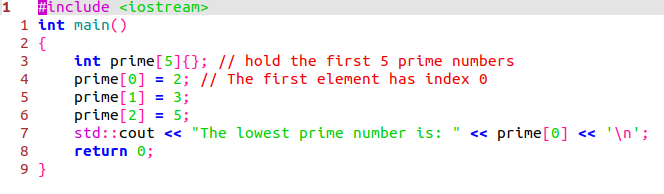 1 #include <iostream>
1 int main()
2 {
3     int prime[5]{}; // hold the first 5 prime numbers
4     prime[0] = 2; // The first element has index 0
5     prime[1] = 3;
6     prime[2] = 5;
7     std::cout << "The lowest prime number is: " << prime[0] << '\n';
8     return 0;
9 }